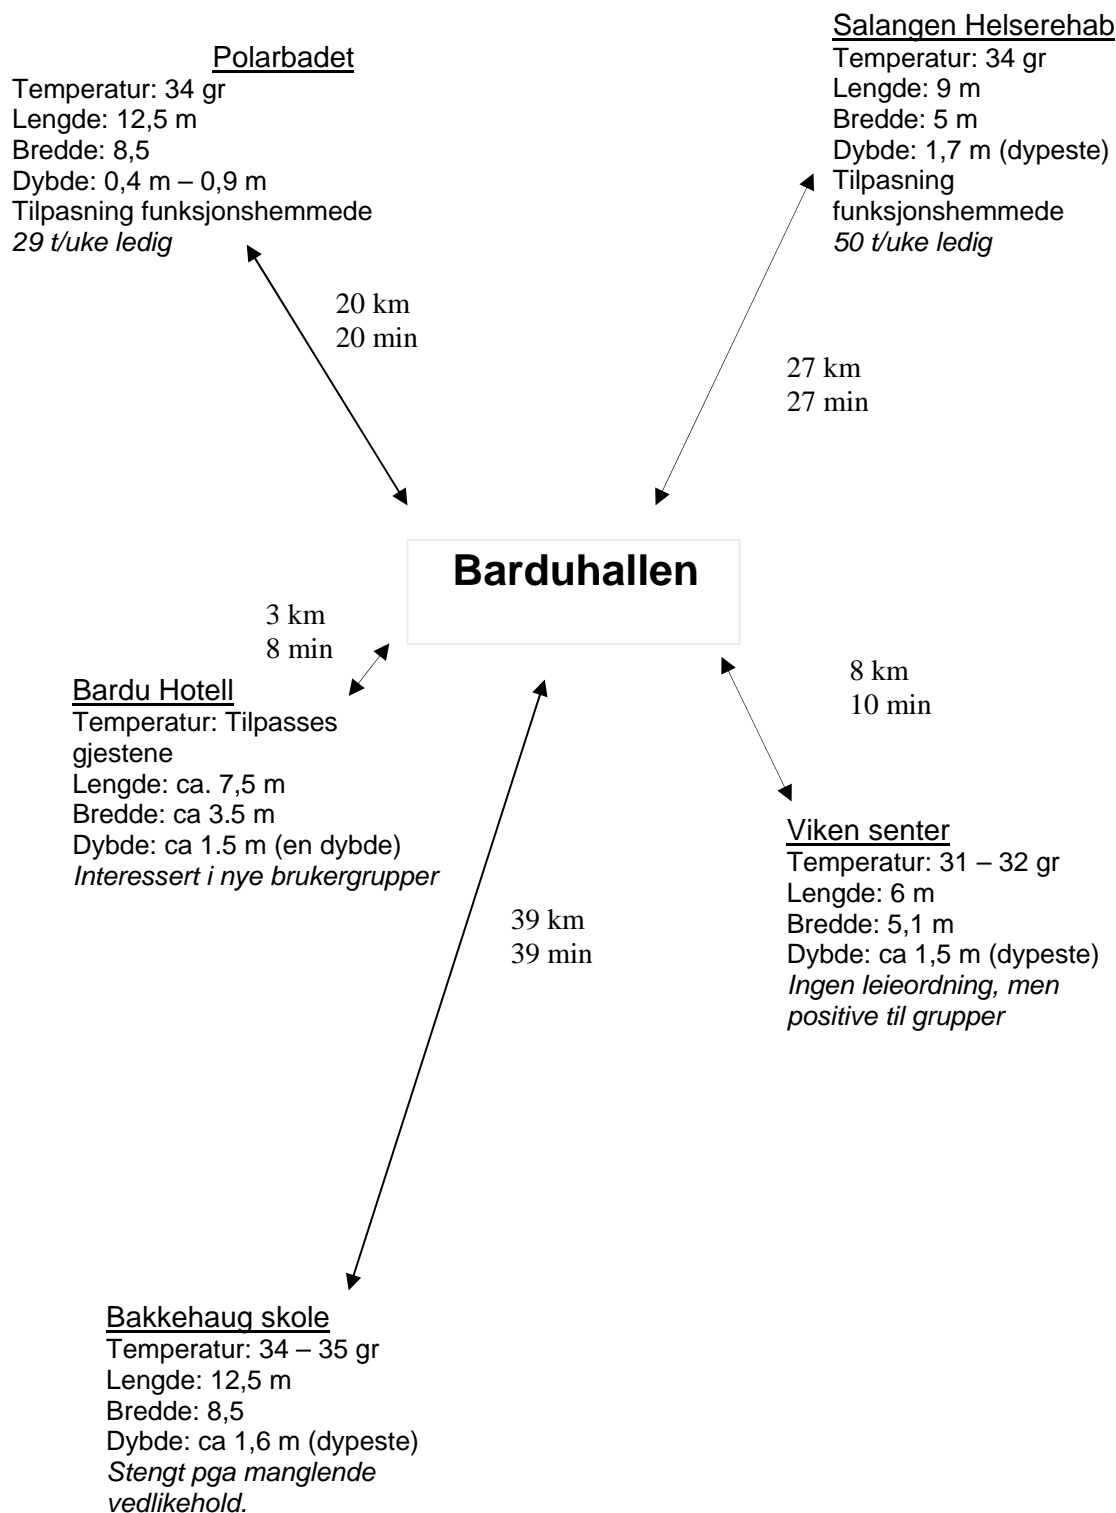 Polarbadet
Temperatur: 34 gr
Lengde: 12,5 m
Bredde: 8,5
Dybde: 0,4 m – 0,9 m
Tilpasning funksjonshemmede
29 t/uke ledig
Salangen Helserehab
Temperatur: 34 gr
Lengde: 9 m
Bredde: 5 m
Dybde: 1,7 m (dypeste)
Tilpasning
funksjonshemmede
50 t/uke ledig
20 km
20 min
27 km
27 min
Barduhallen
3 km
8 min
8 km
10 min
Bardu Hotell
Temperatur: Tilpasses
gjestene
Lengde: ca. 7,5 m
Bredde: ca 3.5 m
Dybde: ca 1.5 m (en dybde)
Interessert i nye brukergrupper
Viken senter
Temperatur: 31 – 32 gr
Lengde: 6 m
Bredde: 5,1 m
Dybde: ca 1,5 m (dypeste)
Ingen leieordning, men
positive til grupper
39 km
39 min
Bakkehaug skole
Temperatur: 34 – 35 gr
Lengde: 12,5 m
Bredde: 8,5
Dybde: ca 1,6 m (dypeste)
Stengt pga manglende
vedlikehold.